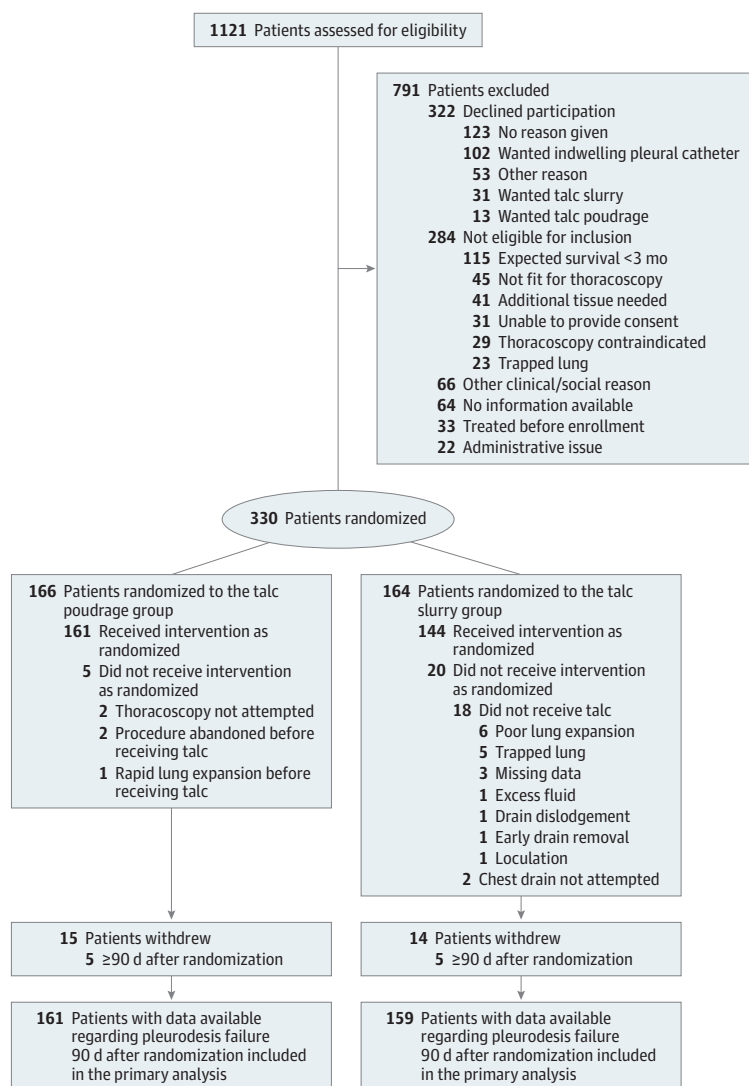 1121 Patients assessed for eligibility
791 Patients excluded
322 Declined participation
123 No reason given
102 Wanted indwelling pleural catheter
53 Other reason
31 Wanted talc slurry
13 Wanted talc poudrage
284 Not eligible for inclusion
115 Expected survival <3 mo
45 Not fit for thoracoscopy
41 Additional tissue needed
31 Unable to provide consent
29 Thoracoscopy contraindicated
23 Trapped lung
66 Other clinical/social reason
64 No information available
33 Treated before enrollment
22 Administrative issue
330 Patients randomized
166 Patients randomized to the talc
poudrage group
161 Received intervention as
randomized
5 Did not receive intervention
as randomized
2 Thoracoscopy not attempted
2 Procedure abandoned before
receiving talc
1 Rapid lung expansion before
receiving talc
164 Patients randomized to the talc
slurry group
144 Received intervention as
randomized
20 Did not receive intervention
as randomized
18 Did not receive talc
6 Poor lung expansion
5 Trapped lung
3 Missing data
1 Excess fluid
1 Drain dislodgement
1 Early drain removal
1 Loculation
2 Chest drain not attempted
15 Patients withdrew
5 ≥90 d after randomization
14 Patients withdrew
5 ≥90 d after randomization
161 Patients with data available
regarding pleurodesis failure
90 d after randomization included
in the primary analysis
159 Patients with data available
regarding pleurodesis failure
90 d after randomization included
in the primary analysis